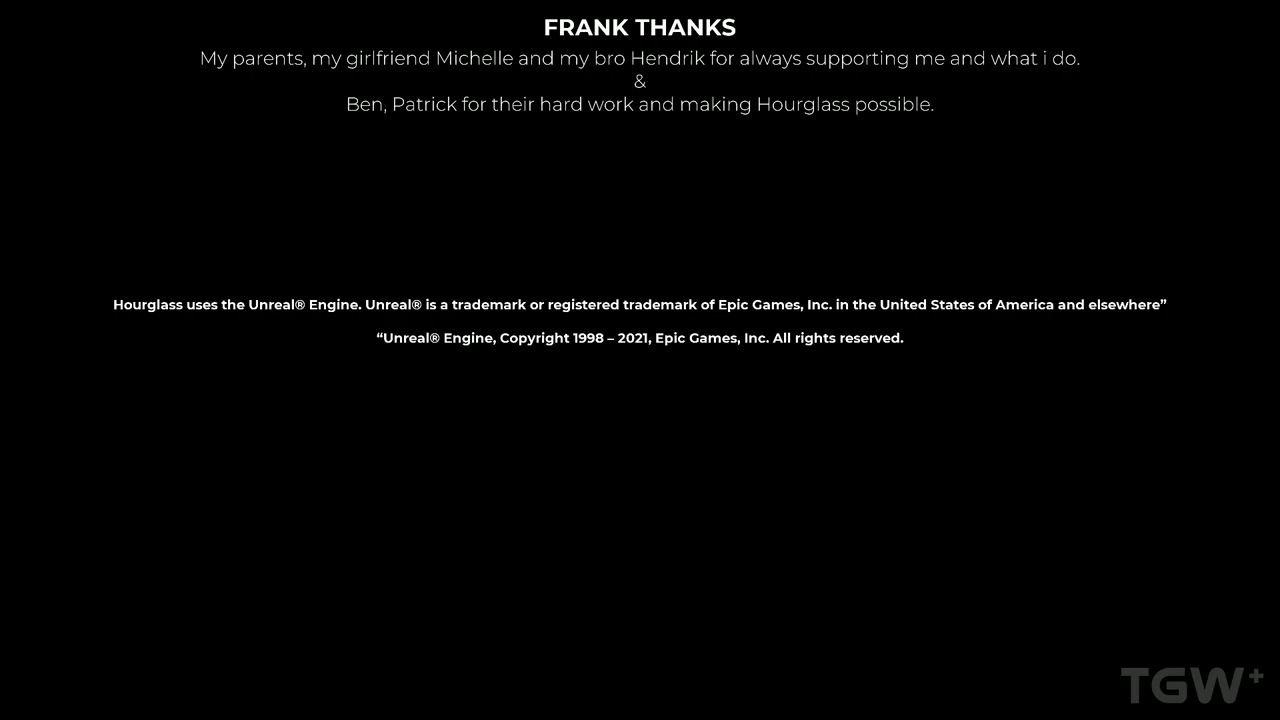 FRANK THANKS
My parents, my girlfriend Michelle and my bro Hendrik for always supporting me and what i do.
&
Ben, Patrick for their hard work and making Hourglass possible.
Hourglass uses the Unreal® Engine. Unreal® is a trademark or registered trademark of Epic Games, Inc. in the United States of America and elsewhere”
“Unreal® Engine, Copyright 1998 – 2021, Epic Games, Inc. All rights reserved.
TGW+